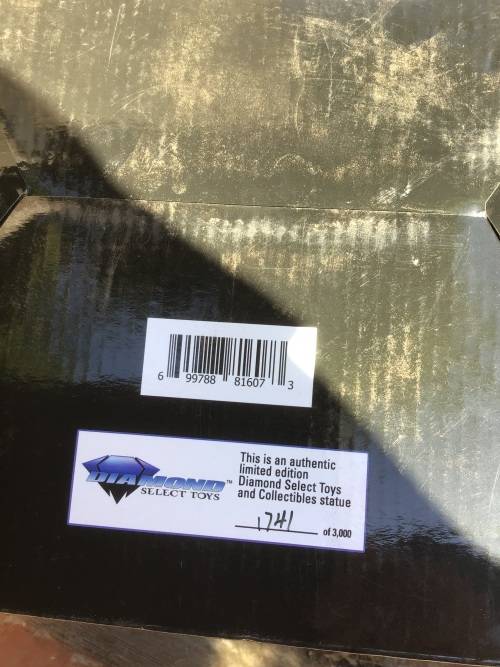 6 99788 81607 3
DIAMOND™
SELECT TOYS
This is an authentic
limited edition
Diamond Select Toys
and Collectibles statue
1741 of 3,000